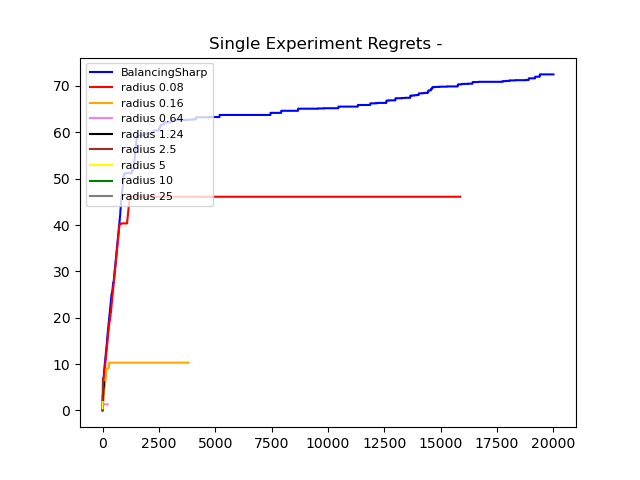 Single Experiment Regrets -
BalancingSharp
radius 0.08
radius 0.16
radius 0.64
radius 1.24
radius 2.5
radius 5
radius 10
radius 25
70
60
50
40
30
20
10
0
0 2500 5000 7500 10000 12500 15000 17500 20000